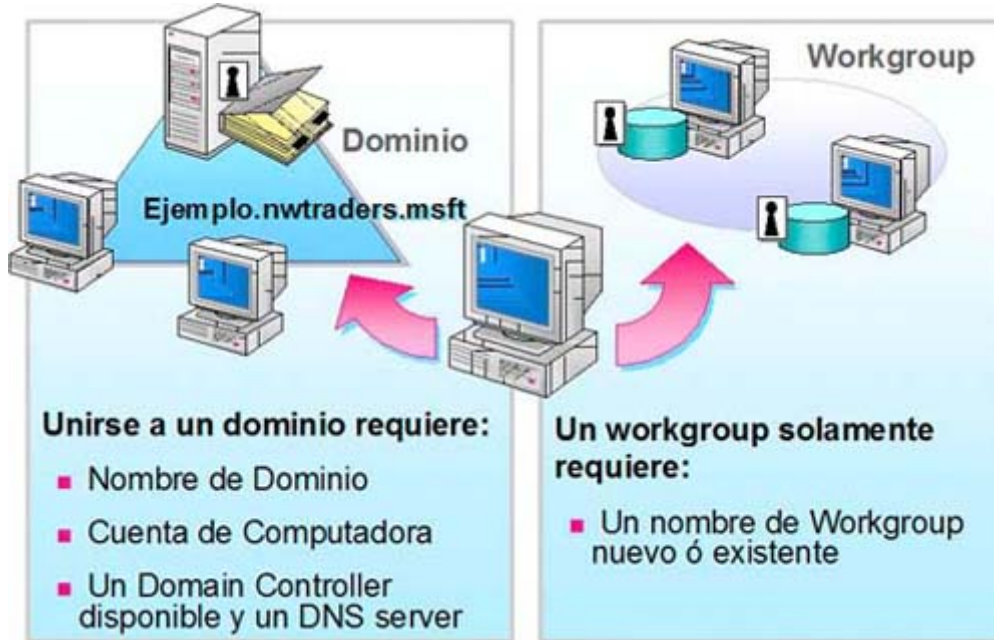 Dominio
Ejemplo.nwtraders.msft
Unirse a un dominio requiere:
Nombre de Dominio
Cuenta de Computadora
Un Domain Controller
disponible y un DNS server
Workgroup
Un workgroup solamente
requiere:
Un nombre de Workgroup
nuevo ó existente